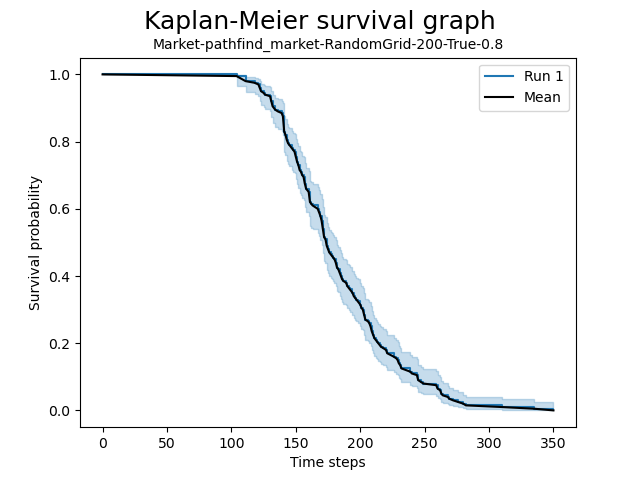 Kaplan-Meier survival graph
Market-pathfind_market-RandomGrid-200-True-0.8
Run 1
Mean
Survival probability
1.0
0.8
0.6
0.4
0.2
0.0
0 50 100 150 200 250 300 350
Time steps